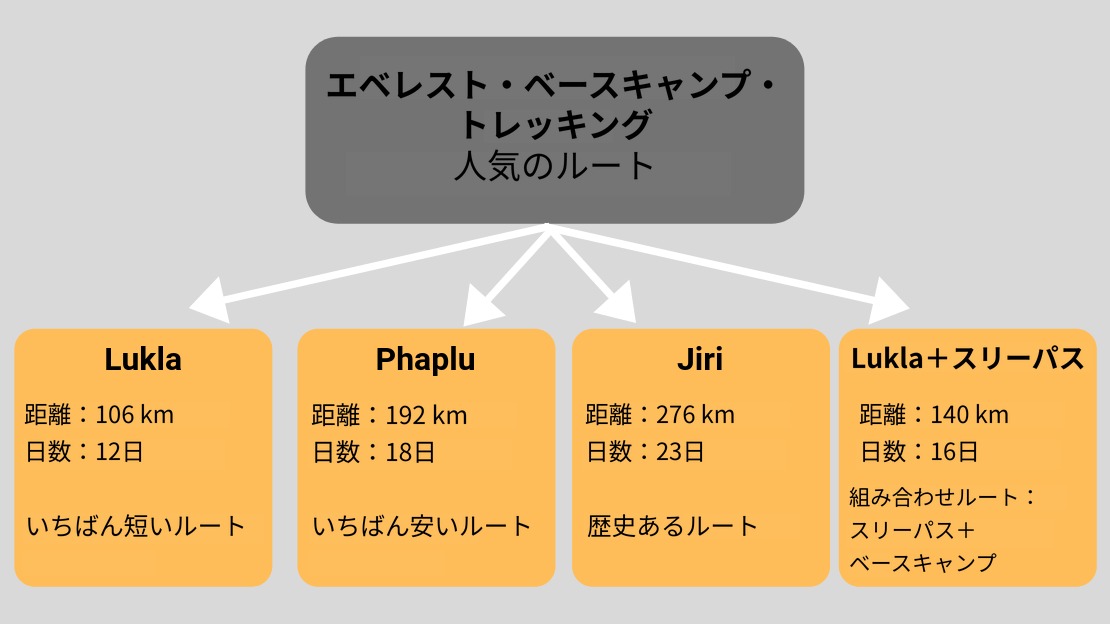 エベレスト・ベースキャンプ・
トレッキング
人気のルート
Lukla
距離：106 km
日数：12日
いちばん短いルート
Phaplu
距離：192 km
日数：18日
いちばん安いルート
Jiri
距離：276 km
日数：23日
歴史あるルート
Lukla＋スリーパス
距離：140 km
日数：16日
組み合わせルート：
スリーパス＋
ベースキャンプ